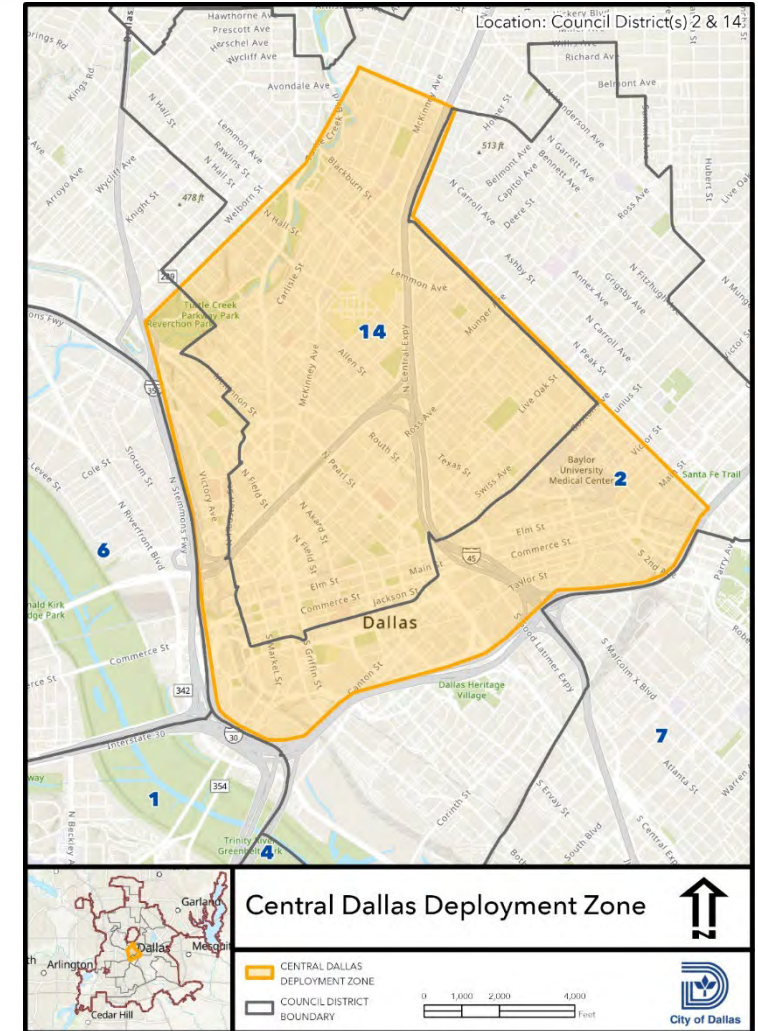 Location: Council District(s) 2 & 14
Hawthorne Ave
Prescott Ave
Herschel Ave
Wycliff Ave
Avondale Ave
Kings Rd
N Hall St
Lemmon Ave
Rawlins St
N Hall St
Welborn St
Wycliff Ave
Arroyo Ave
Knight St
478 ft
McKinney Ave
Blackburn St
N Hall St
Carlisle St
Richard Ave
Belmont Ave
N Henderson Ave
513 ft
Belmont Ave
Capitol Ave
Bennett Ave
N Garrett Ave
Deere St
N Carroll Ave
Ross Ave
Hubert St
Live Oak St
Ashby St
Annex Ave
Grigsby Ave
N Fitzhugh
N Carroll Ave
N Peak St
Lemmon Ave
Munger Ave
289
Turtle Creek
Parkway Park
Reverchon Park
14
McKinney Ave
Allen St
N Central Expy
Ross Ave
Live Oak St
Routh St
Texas St
Swiss Ave
N Pearl St
N Field St
N Akard St
N Field St
Victory Ave
N Stemmons Fwy
Baylor
University
Medical Center
2
Victor St
Santa Fe Trail
Cole St
Slocum St
Levee St
N Riverfront Blvd
6
Elm St
Commerce St
Taylor St
45
Elm St
Main St
Commerce St
Jackson St
Dallas
S Market St
S Griffin St
Canton St
Commerce St
342
30
Interstate 30
354
1
Trinity River
Greenbelt Park
4
N Beckley A
Dallas Heritage
Village
S Malcolm X Blvd
7
Atlanta St
Warren A
S Ervay St
Corinth St
South Blvd
S Central Exp
Garland
Dallas
Mesquit
Arlington
Cedar Hill
Central Dallas Deployment Zone
N
CENTRAL DALLAS
DEPLOYMENT ZONE
COUNCIL DISTRICT
BOUNDARY
0 1,000 2,000 4,000
Feet
City of Dallas